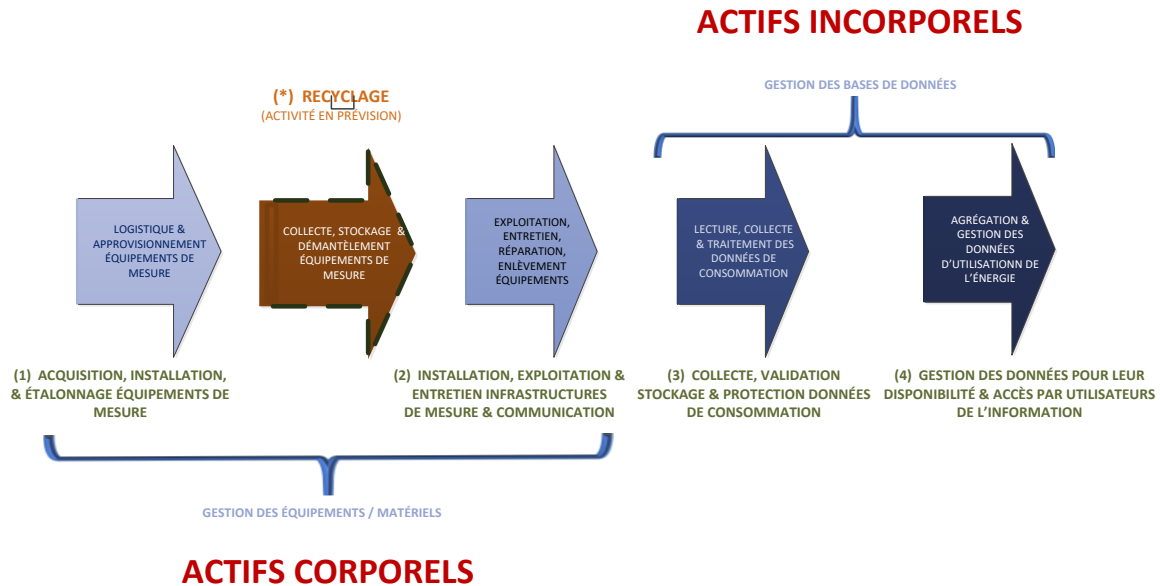 ACTIFS INCORPORELS
GESTION DES BASES DE DONNÉES
(*) RECYCLAGE
(ACTIVITÉ EN PRÉVISION)
LOGISTIQUE &
APPROVISIONNEMENT
ÉQUIPEMENTS DE
MESURE
COLLECTE, STOCKAGE &
DÉMANTÈLEMENT
ÉQUIPEMENTS DE
MESURE
EXPLOITATION,
ENTRETIEN,
RÉPARATION,
ENLÈVEMENT
ÉQUIPEMENTS
LECTURE, COLLECTE
& TRAITEMENT DES
DONNÉES DE
CONSOMMATION
AGRÉGATION &
GESTION DES
DONNÉES
D'UTILISATIONN DE
L'ÉNERGIE
(1) ACQUISITION, INSTALLATION,
& ÉTALONNAGE ÉQUIPEMENTS DE
MESURE
(2) INSTALLATION, EXPLOITATION &
ENTRETIEN INFRASTRUCTURES
DE MESURE & COMMUNICATION
(3) COLLECTE, VALIDATION
STOCKAGE & PROTECTION DONNÉES
DE CONSOMMATION
(4) GESTION DES DONNÉES POUR LEUR
DISPONIBILITÉ & ACCÈS PAR UTILISATEURS
DE L'INFORMATION
GESTION DES ÉQUIPEMENTS / MATÉRIELS
ACTIFS CORPORELS